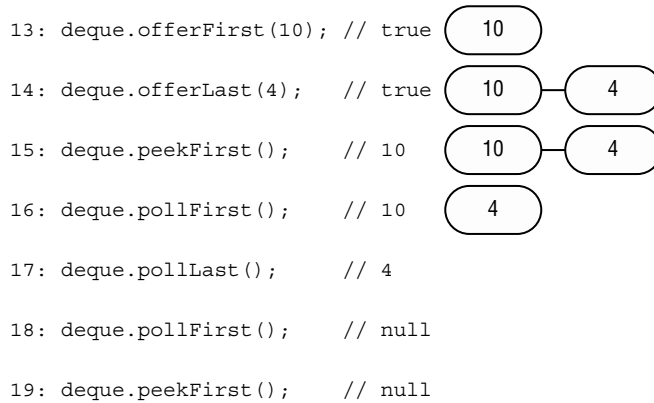 13: deque.offerFirst(10); // true 10
14: deque.offerLast(4); // true 10 4
15: deque.peekFirst(); // 10 10 4
16: deque.pollFirst(); // 10 4
17: deque.pollLast(); // 4
18: deque.pollFirst(); // null
19: deque.peekFirst(); // null